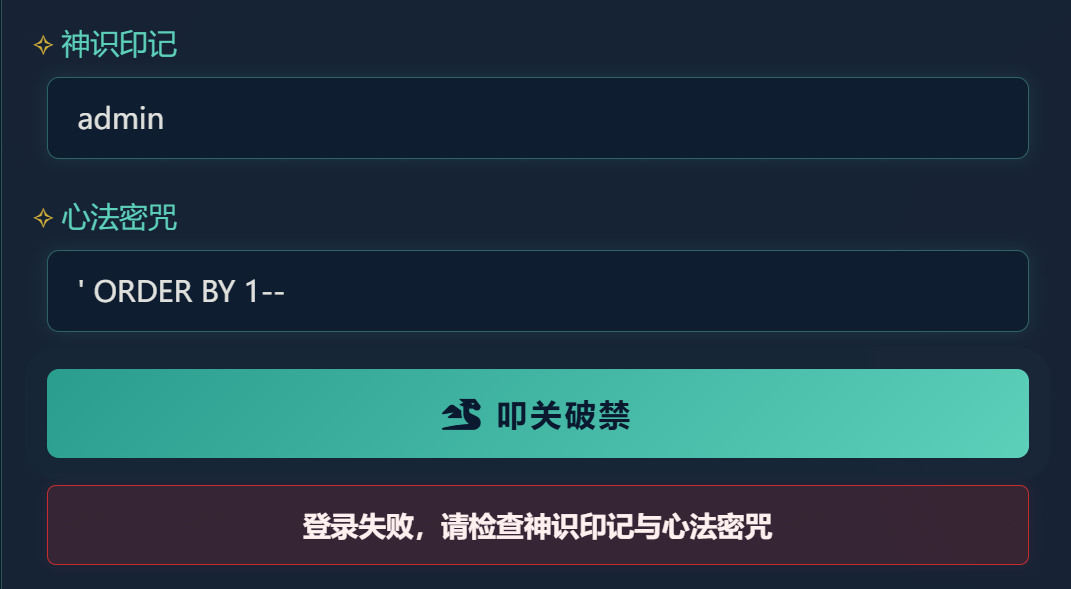 神识印记
admin
心法密咒
' ORDER BY 1--
叩关破禁
登录失败，请检查神识印记与心法密咒